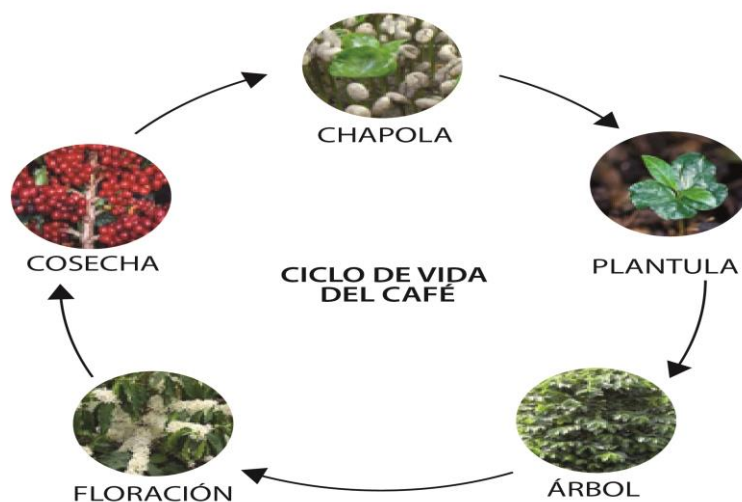 CHAPOLA
PLANTULA
ÁRBOL
FLORACIÓN
COSECHA
CICLO DE VIDA
DEL CAFÉ